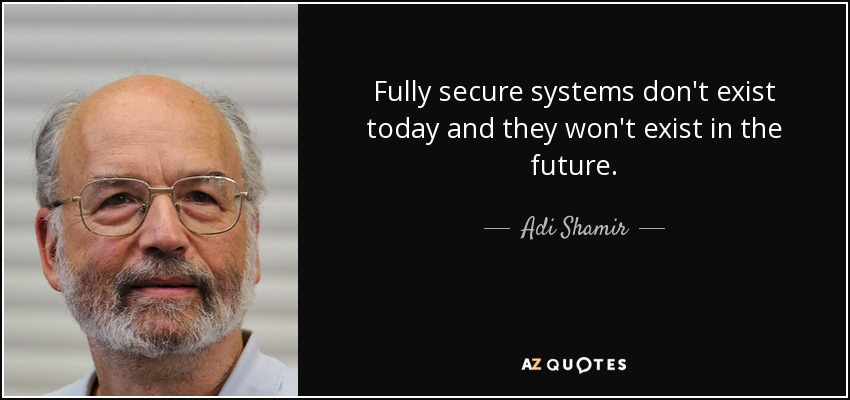 Fully secure systems don't exist
today and they won't exist in the
future.
Adi Shamir
AZ QUOTES